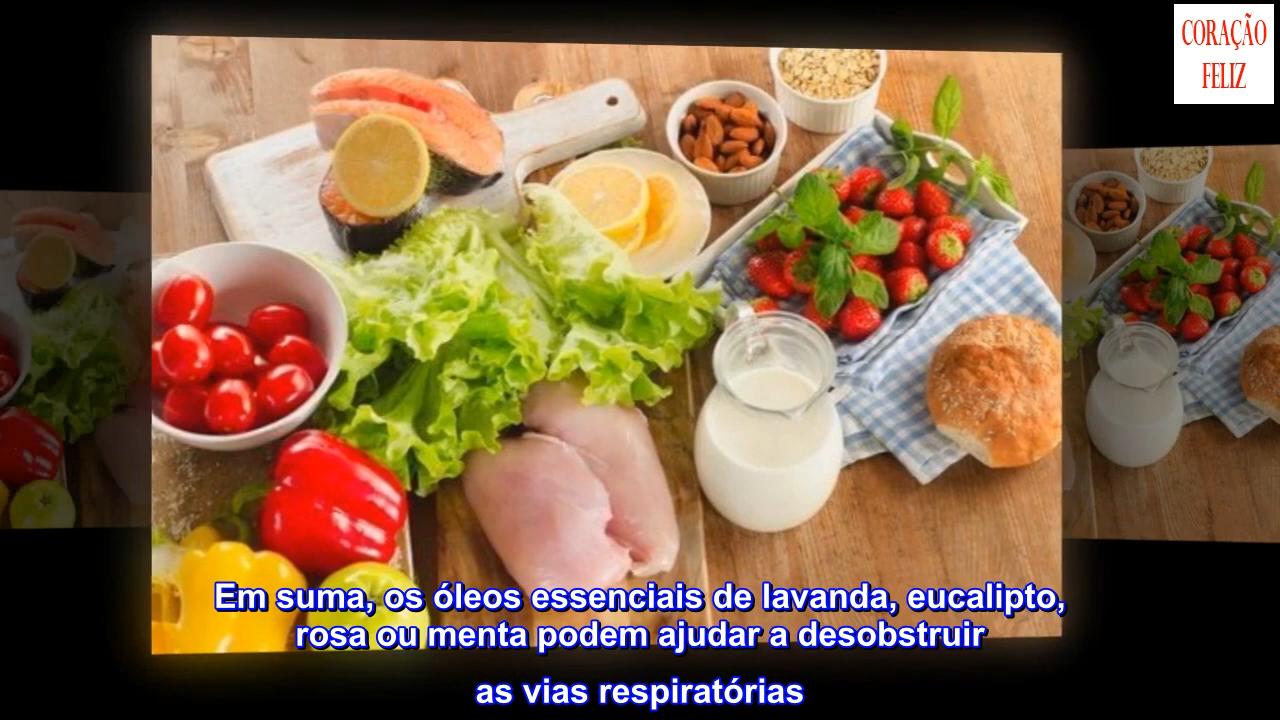 CORAÇÃO
FELIZ
Em suma, os óleos essenciais de lavanda, eucalipto,
rosa ou menta podem ajudar a desobstruir
as vias respiratórias